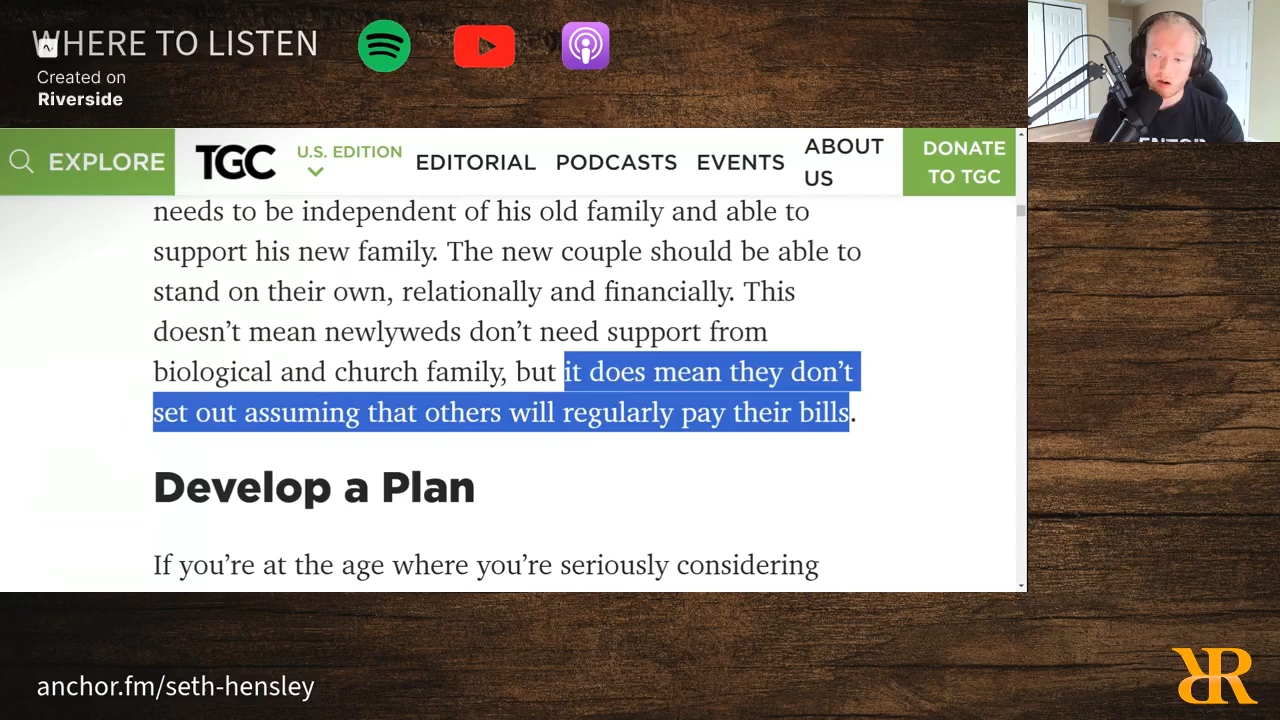 WHERE TO LISTEN
Created on
Riverside
EXPLORE
TGC
U.S. EDITION
EDITORIAL
PODCASTS
EVENTS
ABOUT
US
DONATE
TO TGC
needs to be independent of his old family and able to
support his new family. The new couple should be able to
stand on their own, relationally and financially. This
doesn’t mean newlyweds don’t need support from
biological and church family, but it does mean they don’t
set out assuming that others will regularly pay their bills.
Develop a Plan
If you’re at the age where you’re seriously considering
anchor.fm/seth-hensley
RR